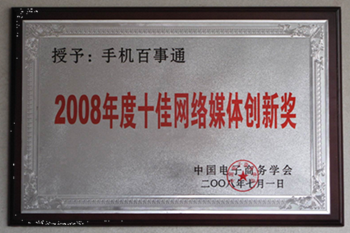 授予：手机百事通
2008年度十佳网络媒体创新奖
中国电子商务学会
二〇〇八年七月一日